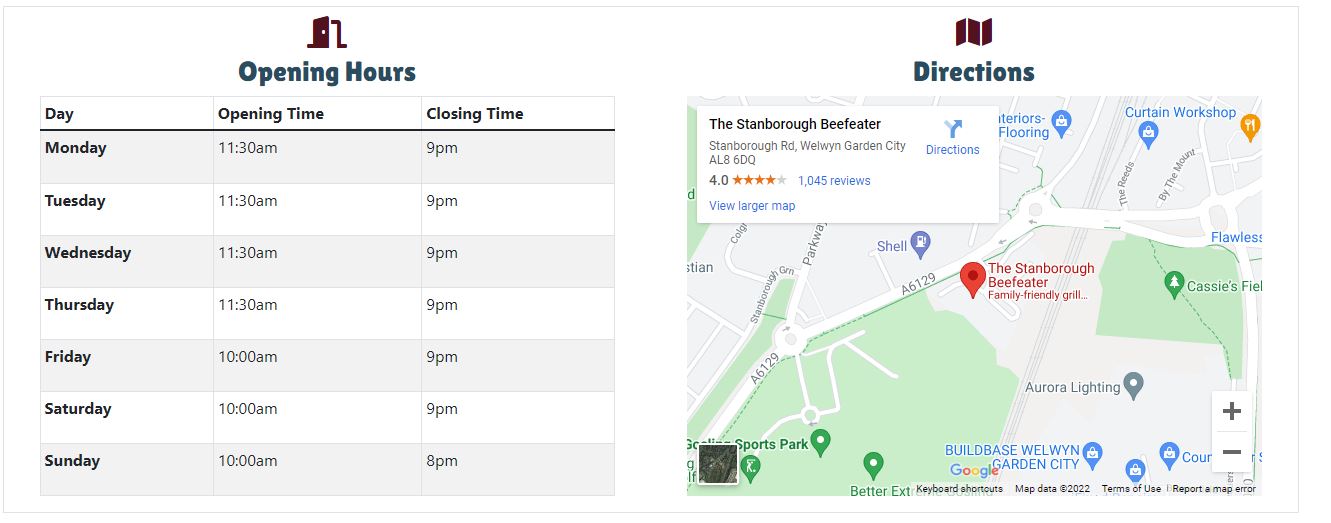 Opening Hours
Day Opening Time Closing Time
Monday 11:30am 9pm
Tuesday 11:30am 9pm
Wednesday 11:30am 9pm
Thursday 11:30am 9pm
Friday 10:00am 9pm
Saturday 10:00am 9pm
Sunday 10:00am 8pm
Directions
The Stanborough Beefeater
Stanborough Rd, Welwyn Garden City
AL8 6DQ
4.0 1,045 reviews
View larger map
Directions
Flooring
Curtain Workshop
The Reeds
By The Mount
Parkway
Shell
Flawless
Stanborough Grn
A6129
The Stanborough
Beefeater
Family-friendly grill...
Cassie's Fiel
A6129
Aurora Lighting
Gosling Sports Park
BUILDBASE WELWYN
GARDEN CITY
Google
Better
Keyboard shortcuts Map data ©2022 Terms of Use Report a map error